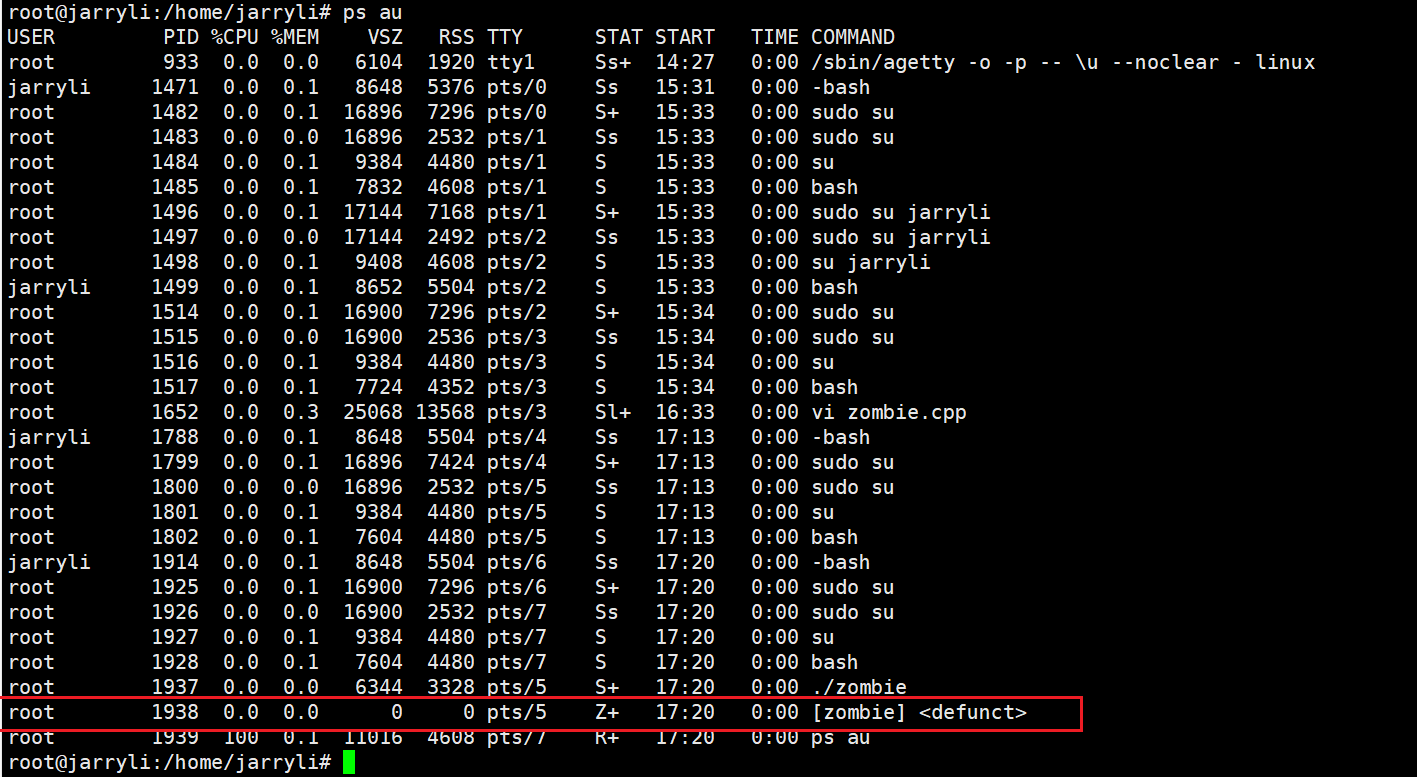 root@jarryli:/home/jarryli# ps au
USER         PID %CPU %MEM    VSZ   RSS TTY      STAT START   TIME COMMAND
root         933  0.0  0.0   6104  1920 tty1     Ss+  14:27   0:00 /sbin/agetty -o -p -- \u --noclear - linux
jarryli     1471  0.0  0.1   8648  5376 pts/0    Ss   15:31   0:00 -bash
root        1482  0.0  0.1  16896  7296 pts/0    S+   15:33   0:00 sudo su
root        1483  0.0  0.0  16896  2532 pts/1    Ss   15:33   0:00 sudo su
root        1484  0.0  0.1   9384  4480 pts/1    S    15:33   0:00 su
root        1485  0.0  0.1   7832  4608 pts/1    S    15:33   0:00 bash
root        1496  0.0  0.1  17144  7168 pts/1    S+   15:33   0:00 sudo su jarryli
root        1497  0.0  0.0  17144  2492 pts/2    Ss   15:33   0:00 sudo su jarryli
root        1498  0.0  0.1   9408  4608 pts/2    S    15:33   0:00 su jarryli
jarryli     1499  0.0  0.1   8652  5504 pts/2    S    15:33   0:00 bash
root        1514  0.0  0.1  16900  7296 pts/2    S+   15:34   0:00 sudo su
root        1515  0.0  0.0  16900  2536 pts/3    Ss   15:34   0:00 sudo su
root        1516  0.0  0.1   9384  4480 pts/3    S    15:34   0:00 su
root        1517  0.0  0.1   7724  4352 pts/3    S    15:34   0:00 bash
root        1652  0.0  0.3  25068 13568 pts/3    Sl+  16:33   0:00 vi zombie.cpp
jarryli     1788  0.0  0.1   8648  5504 pts/4    Ss   17:13   0:00 -bash
root        1799  0.0  0.1  16896  7424 pts/4    S+   17:13   0:00 sudo su
root        1800  0.0  0.0  16896  2532 pts/5    Ss   17:13   0:00 sudo su
root        1801  0.0  0.1   9384  4480 pts/5    S    17:13   0:00 su
root        1802  0.0  0.1   7604  4480 pts/5    S    17:13   0:00 bash
jarryli     1914  0.0  0.1   8648  5504 pts/6    Ss   17:20   0:00 -bash
root        1925  0.0  0.1  16900  7296 pts/6    S+   17:20   0:00 sudo su
root        1926  0.0  0.0  16900  2532 pts/7    Ss   17:20   0:00 sudo su
root        1927  0.0  0.1   9384  4480 pts/7    S    17:20   0:00 su
root        1928  0.0  0.1   7604  4480 pts/7    S    17:20   0:00 bash
root        1937  0.0  0.0   6344  3328 pts/5    S+   17:20   0:00 ./zombie
root        1938  0.0  0.0      0     0 pts/5    Z+   17:20   0:00 [zombie] <defunct>
root        1939  100  0.1  11016  4608 pts/7    R+   17:20   0:00 ps au
root@jarryli:/home/jarryli#